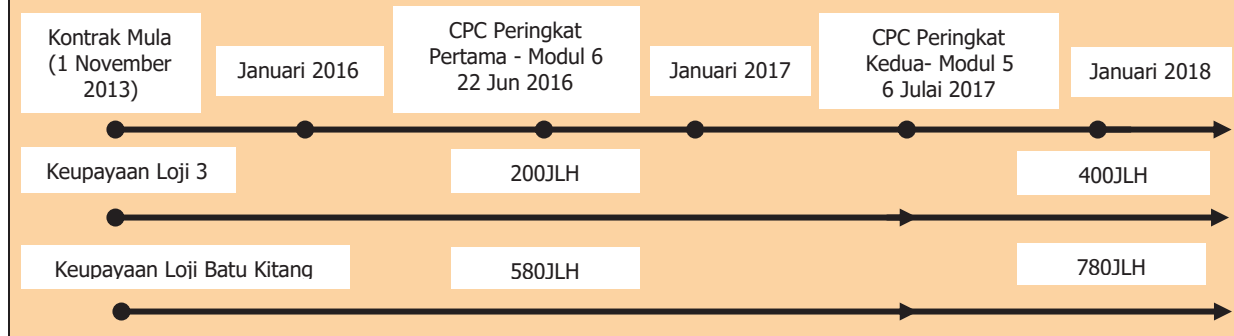 Kontrak Mula
(1 November
2013)
Januari 2016
CPC Peringkat
Pertama - Modul 6
22 Jun 2016
Januari 2017
CPC Peringkat
Kedua- Modul 5
6 Julai 2017
Januari 2018
Keupayaan Loji 3
200JLH
400JLH
Keupayaan Loji Batu Kitang
580JLH
780JLH